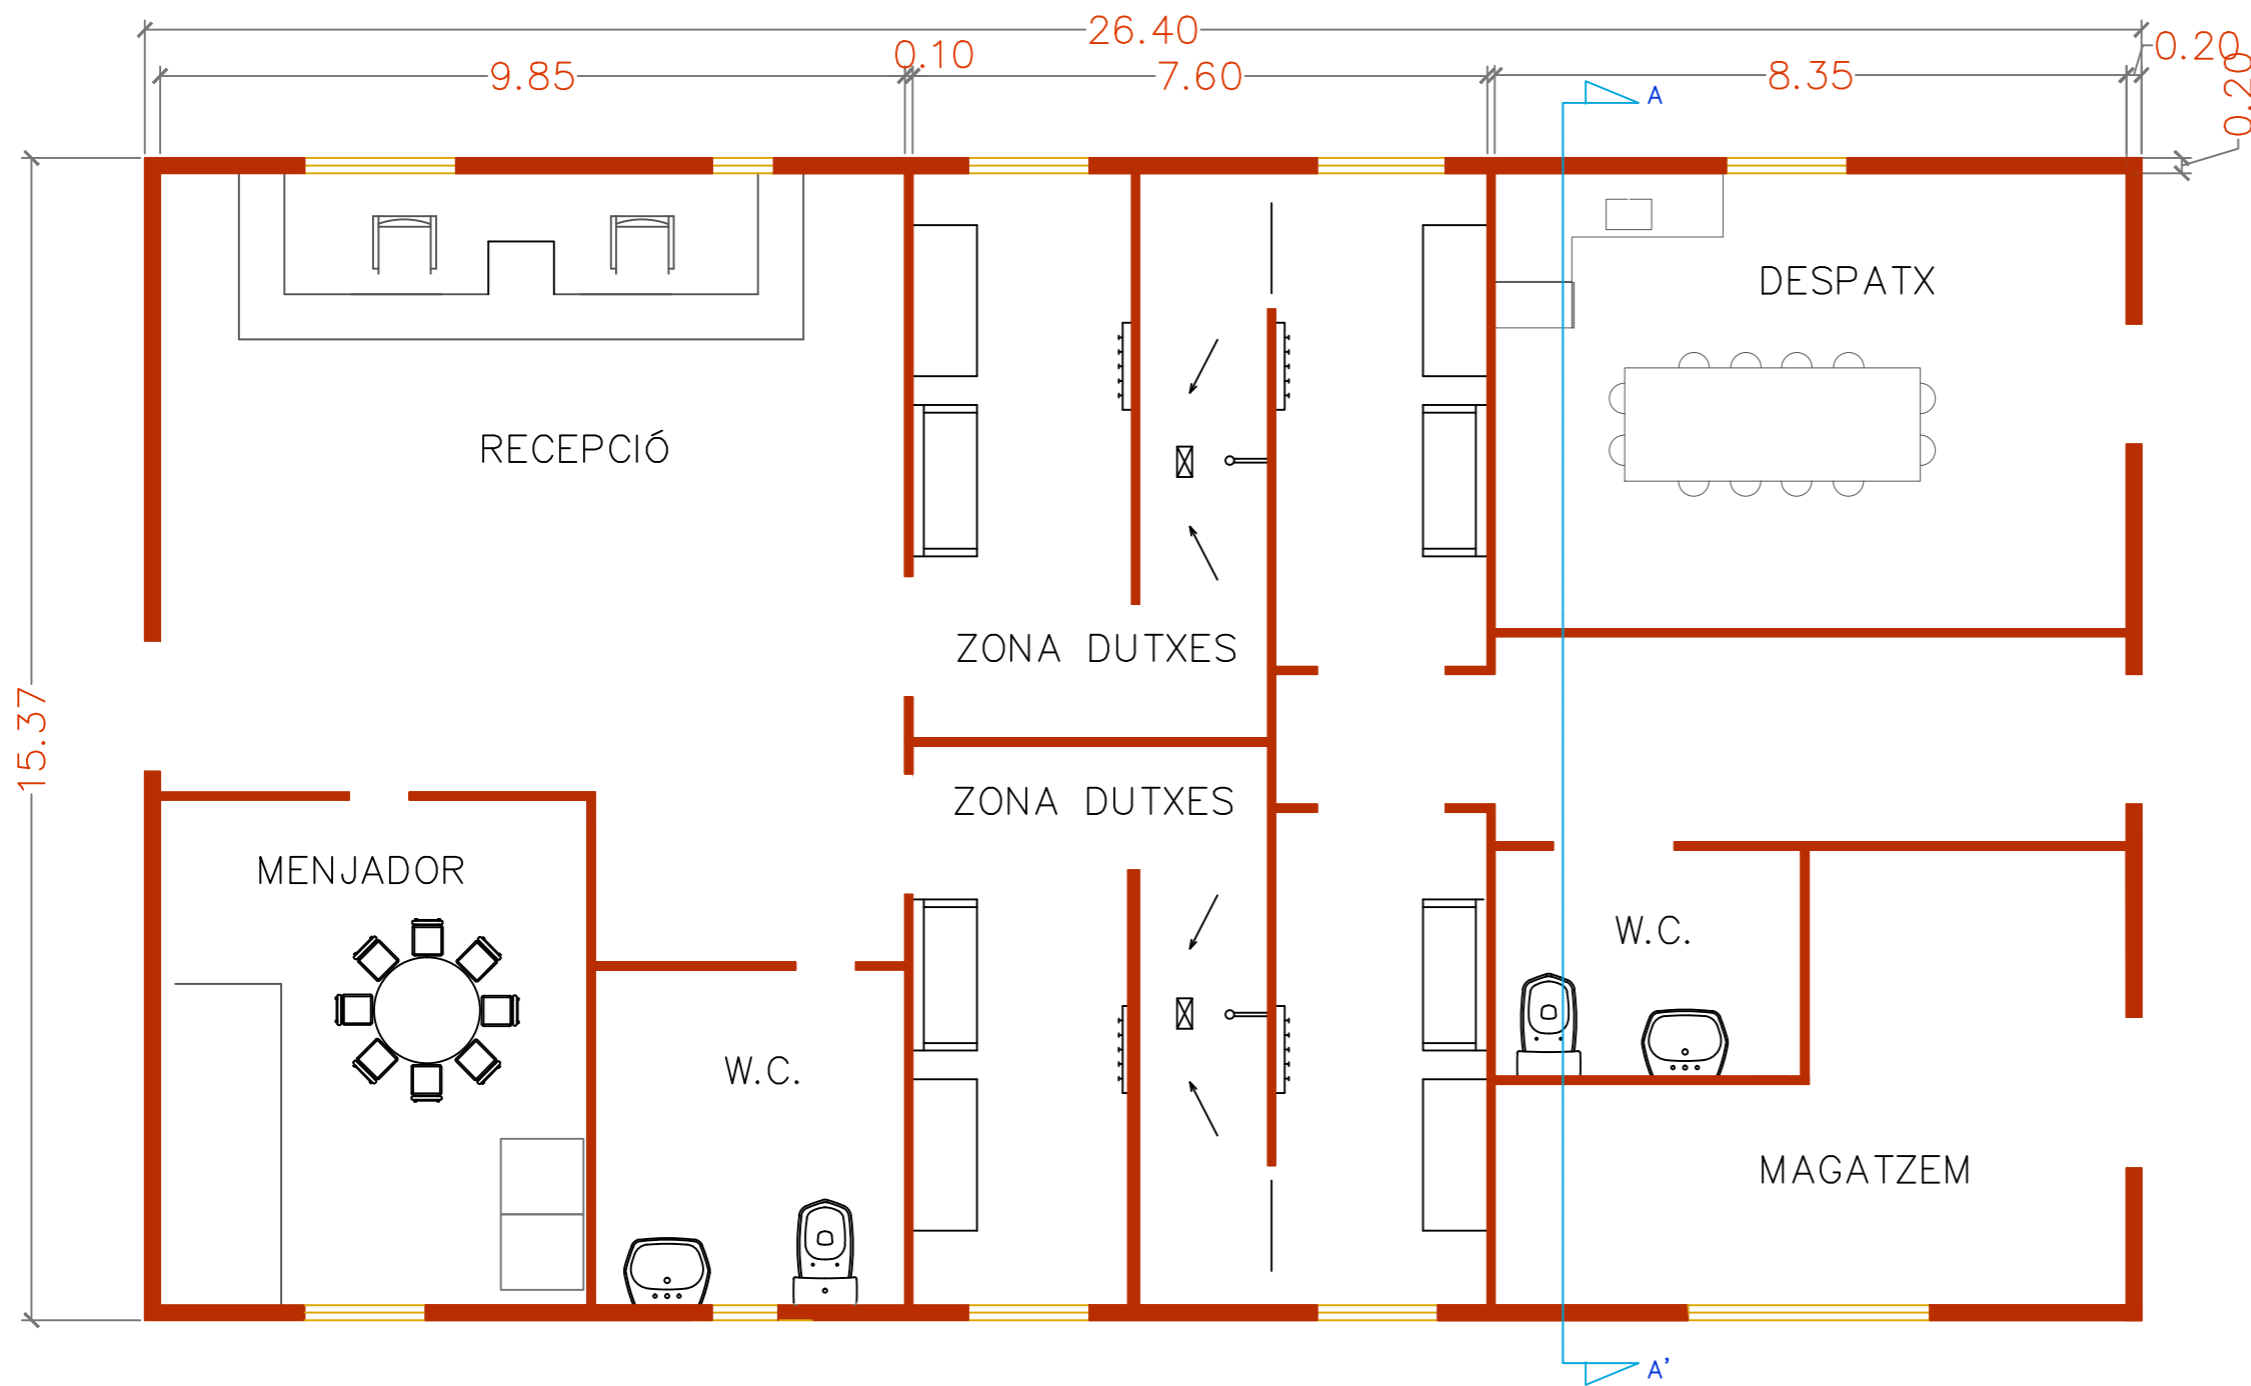 26.40
0.10
0.20
9.85
7.60
8.35
0.20
A
DESPATX
RECEPCIÓ
ZONA DUTXES
15.37
ZONA DUTXES
MENJADOR
W.C.
W.C.
MAGATZEM
A'